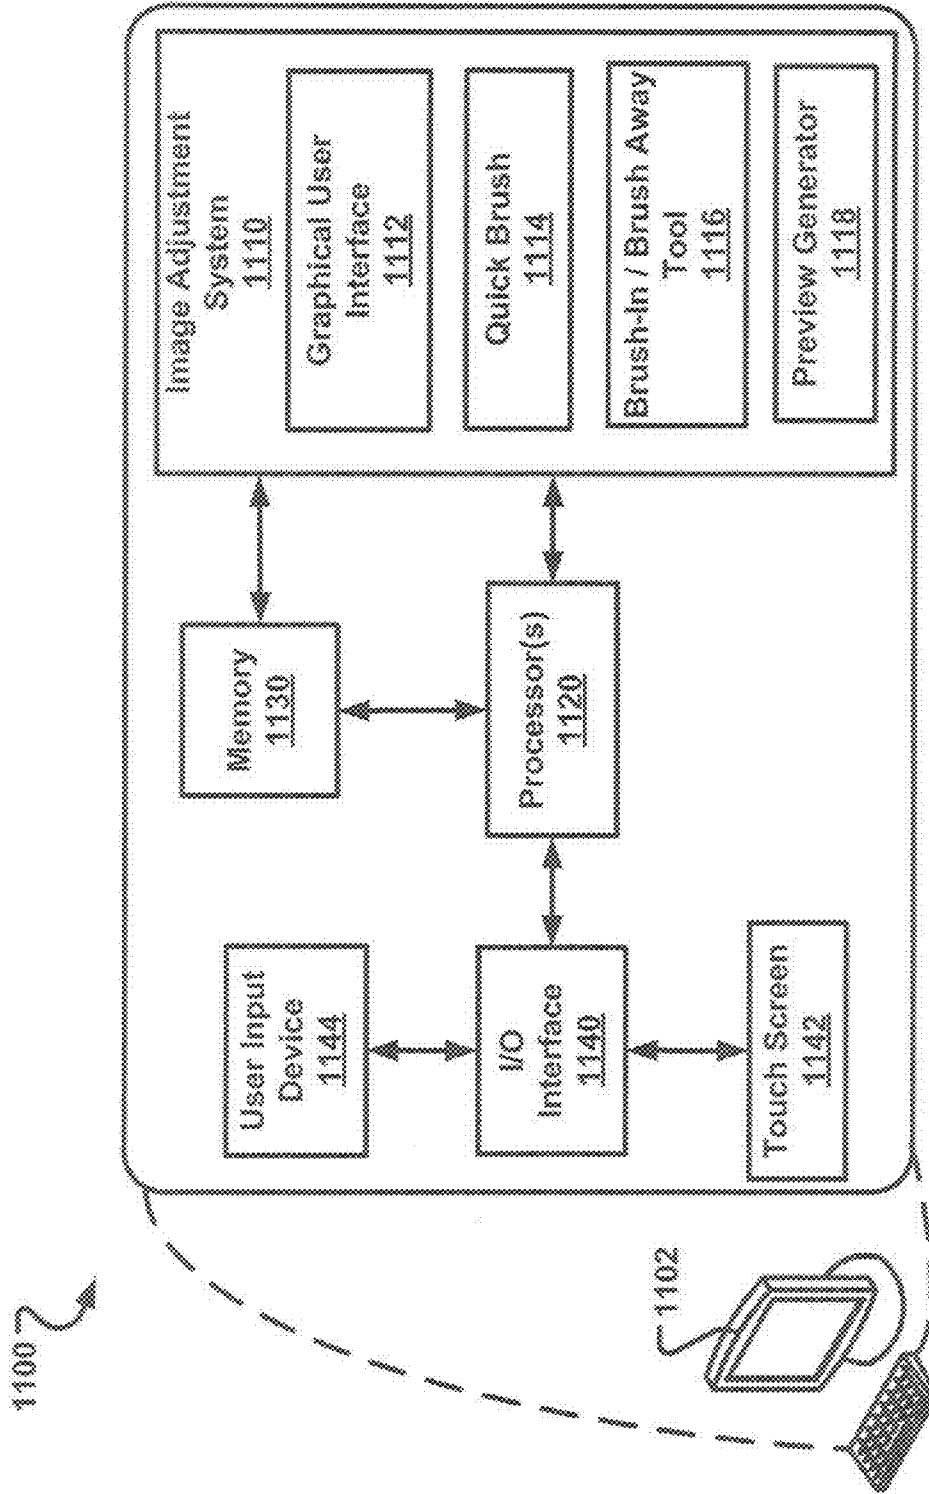 1100
1102
User Input
Device
1144
I/O
Interface
1140
Touch Screen
1142
Memory
1130
Processor(s)
1120
Image Adjustment
System
1110
Graphical User
Interface
1112
Quick Brush
1114
Brush-In / Brush Away
Tool
1116
Preview Generator
1118